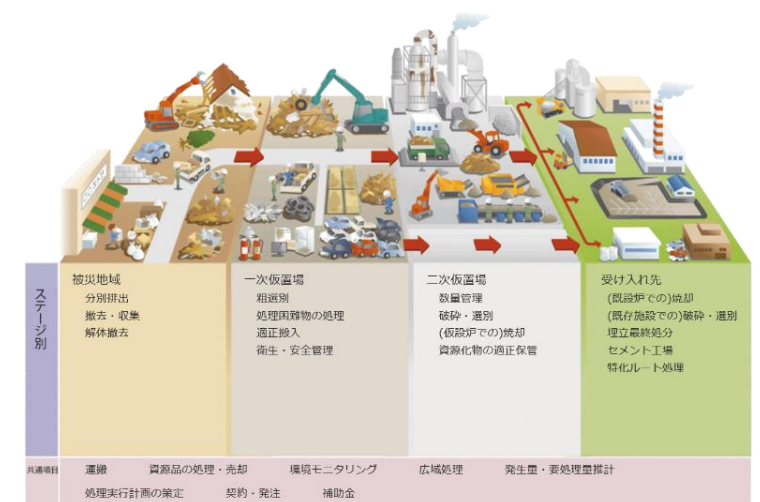 ステージ別
被災地域
分別排出
撤去・収集
解体撤去
一次仮置場
粗選別
処理困難物の処理
適正搬入
衛生・安全管理
二次仮置場
数量管理
破砕・選別
(仮設炉での)焼却
資源化物の適正保管
受け入れ先
(既設炉での)焼却
(既存施設での)破砕・選別
埋立最終処分
セメント工場
特化ルート処理
共通項目
運搬 資源品の処理・売却 環境モニタリング 広域処理 発生量・要処理量推計
処理実行計画の策定 契約・発注 補助金